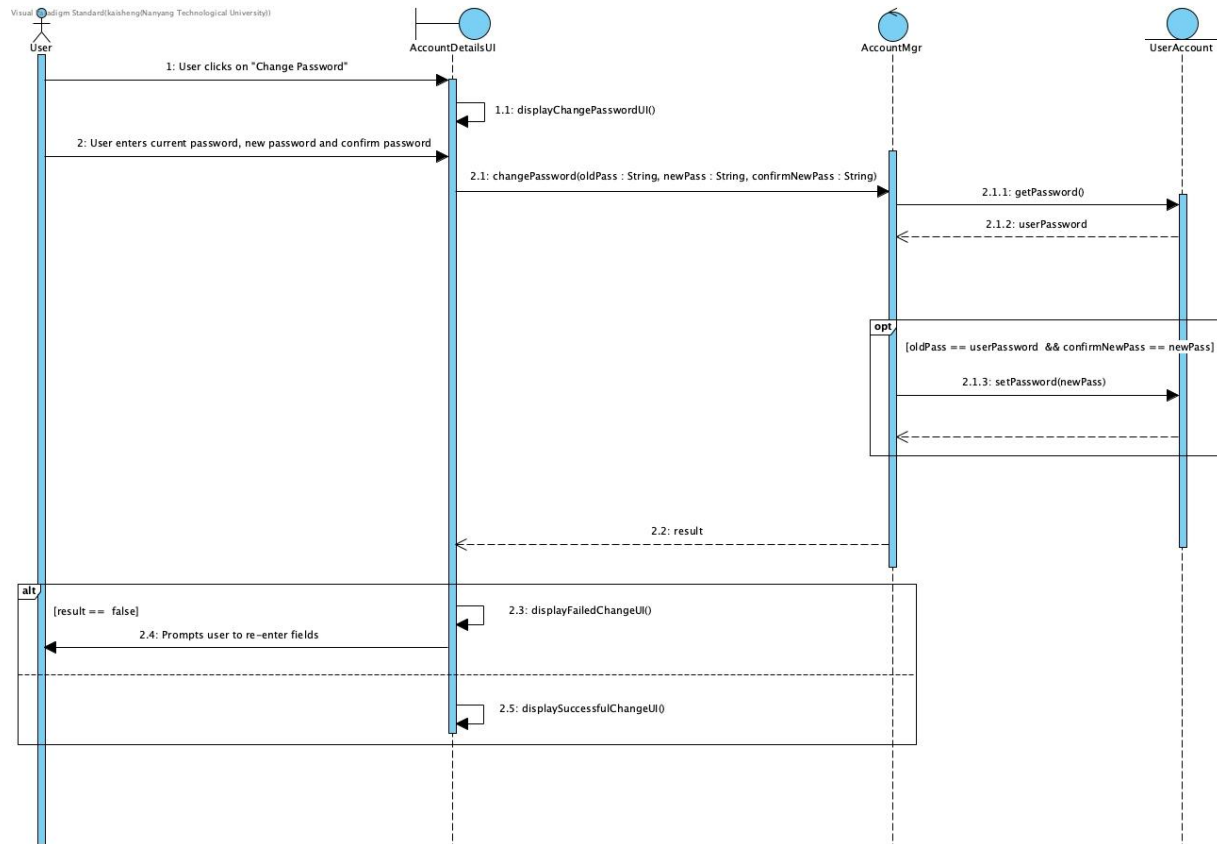 Visual Paradigm Standard(kaisheng(Nanyang Technological University))
User
AccountDetailsUI
AccountMgr
UserAccount
1: User clicks on "Change Password"
1.1: displayChangePasswordUI()
2: User enters current password, new password and confirm password
2.1: changePassword(oldPass : String, newPass : String, confirmNewPass : String)
2.1.1: getPassword()
2.1.2: userPassword
opt
[oldPass == userPassword && confirmNewPass == newPass]
2.1.3: setPassword(newPass)
2.2: result
alt
[result == false]
2.3: displayFailedChangeUI()
2.4: Prompts user to re-enter fields
2.5: displaySuccessfulChangeUI()